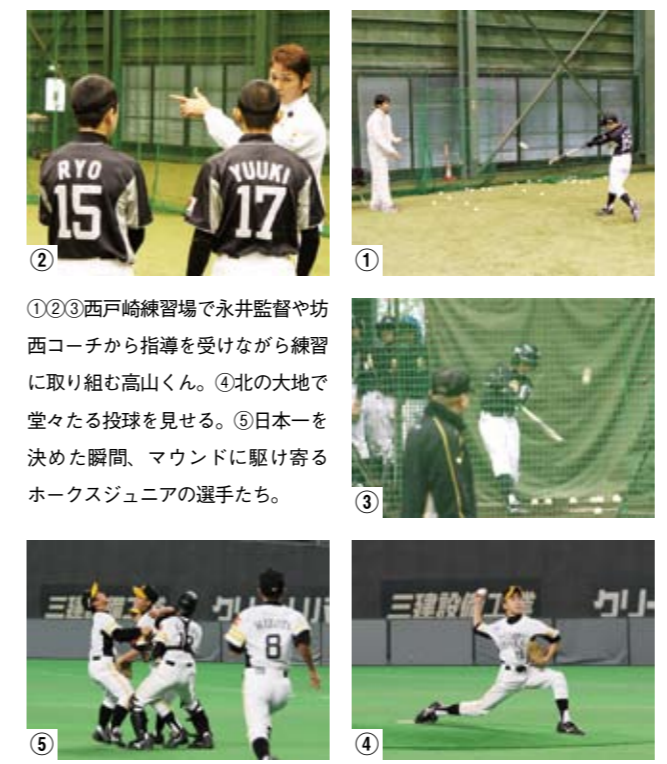 RYO
15
YUUKI
17
②
①
①②③西戸崎練習場で永井監督や坊
西コーチから指導を受けながら練習
に取り組む高山くん。④北の大地で
堂々たる投球を見せる。⑤日本一を
決めた瞬間、マウンドに駆け寄る
ホークスジュニアの選手たち。
③
三建設備工業
クリ
8
⑤
三建設備工業
クリー
④